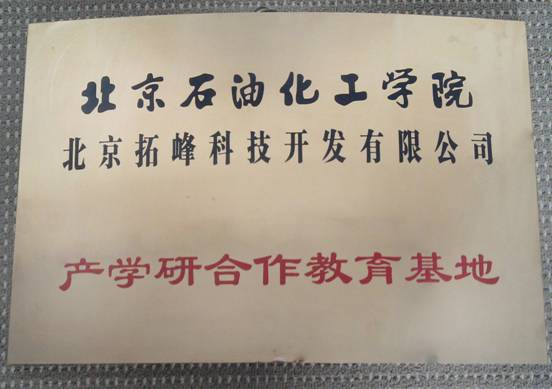 北京石油化工学院
北京拓峰科技开发有限公司
产学研合作教育基地